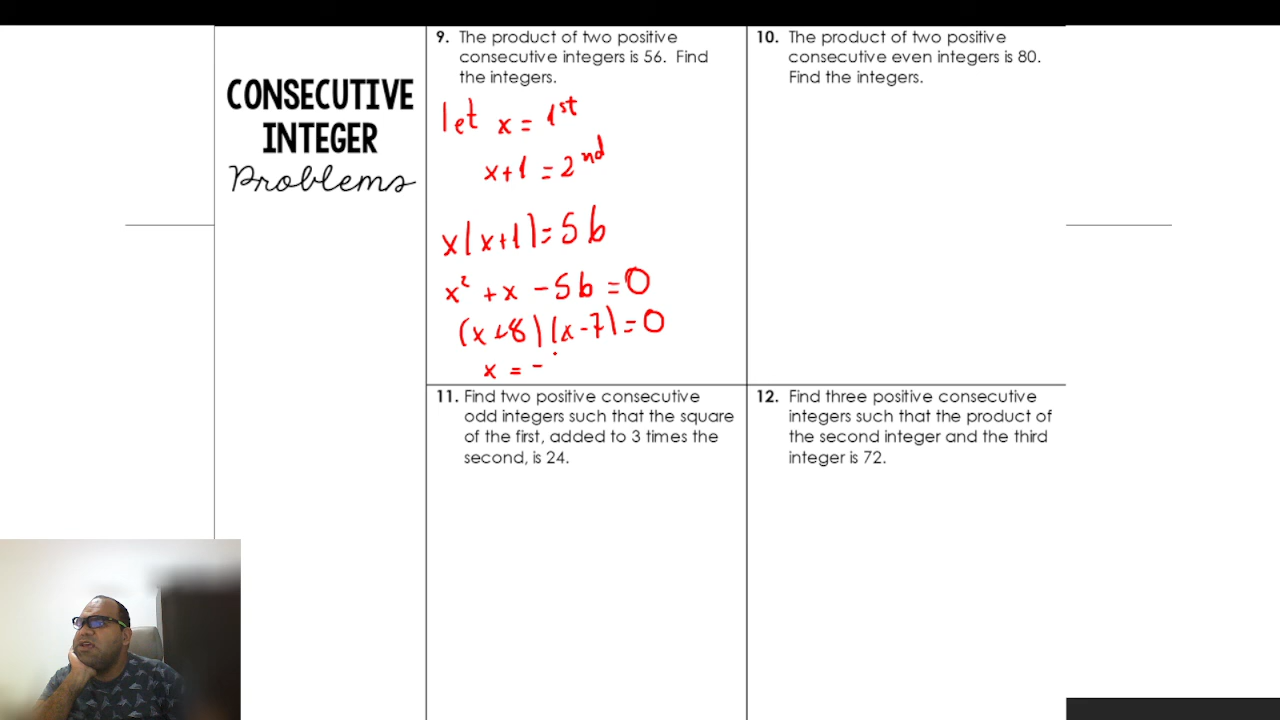 CONSECUTIVE
INTEGER
Problems
9. The product of two positive
consecutive integers is 56. Find
the integers.
let x = 1st
x+1 = 2nd
x(x+1) = 56
x² + x - 56 = 0
(x+8)(x-7) = 0
x = -
10. The product of two positive
consecutive even integers is 80.
Find the integers.
11. Find two positive consecutive
odd integers such that the square
of the first, added to 3 times the
second, is 24.
12. Find three positive consecutive
integers such that the product of
the second integer and the third
integer is 72.